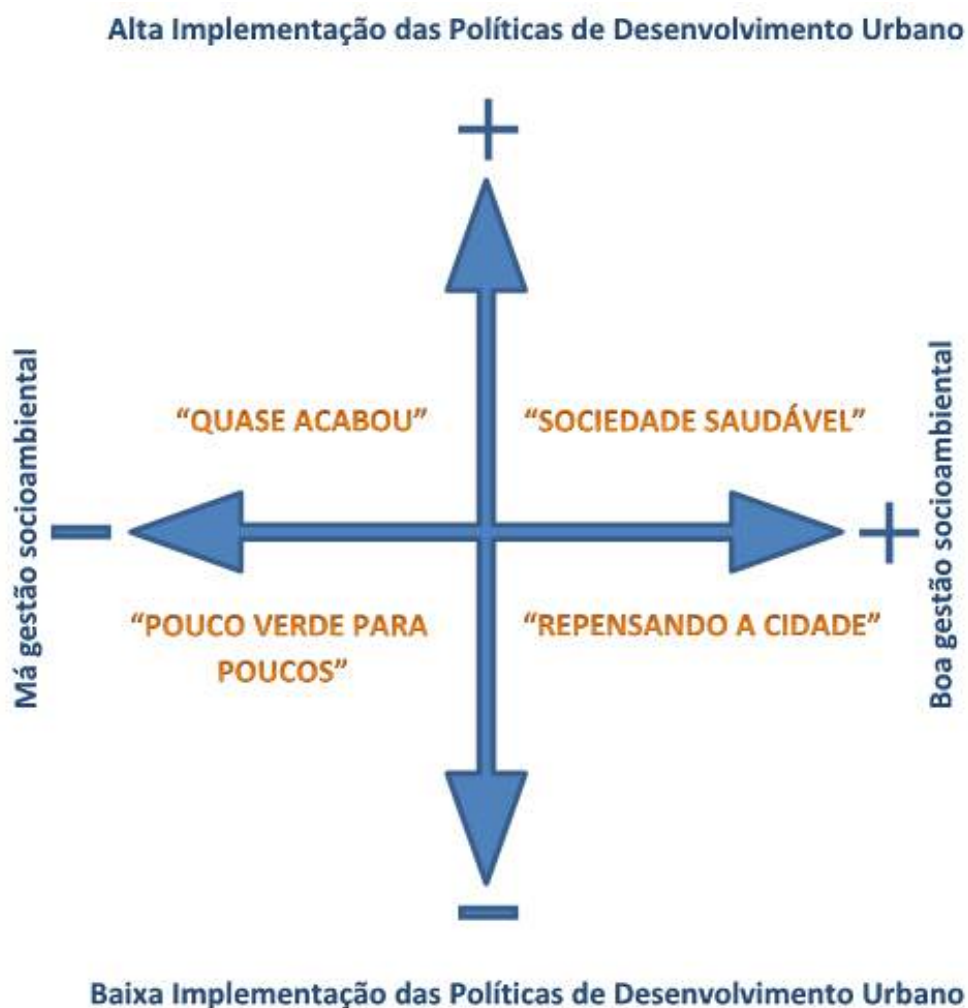 Alta Implementação das Políticas de Desenvolvimento Urbano
+
Má gestão socioambiental
Boa gestão socioambiental
“QUASE ACABOU”
“SOCIEDADE SAUDÁVEL”
−
+
“POUCO VERDE PARA
POUCOS”
“REPENSANDO A CIDADE”
−
Baixa Implementação das Políticas de Desenvolvimento Urbano